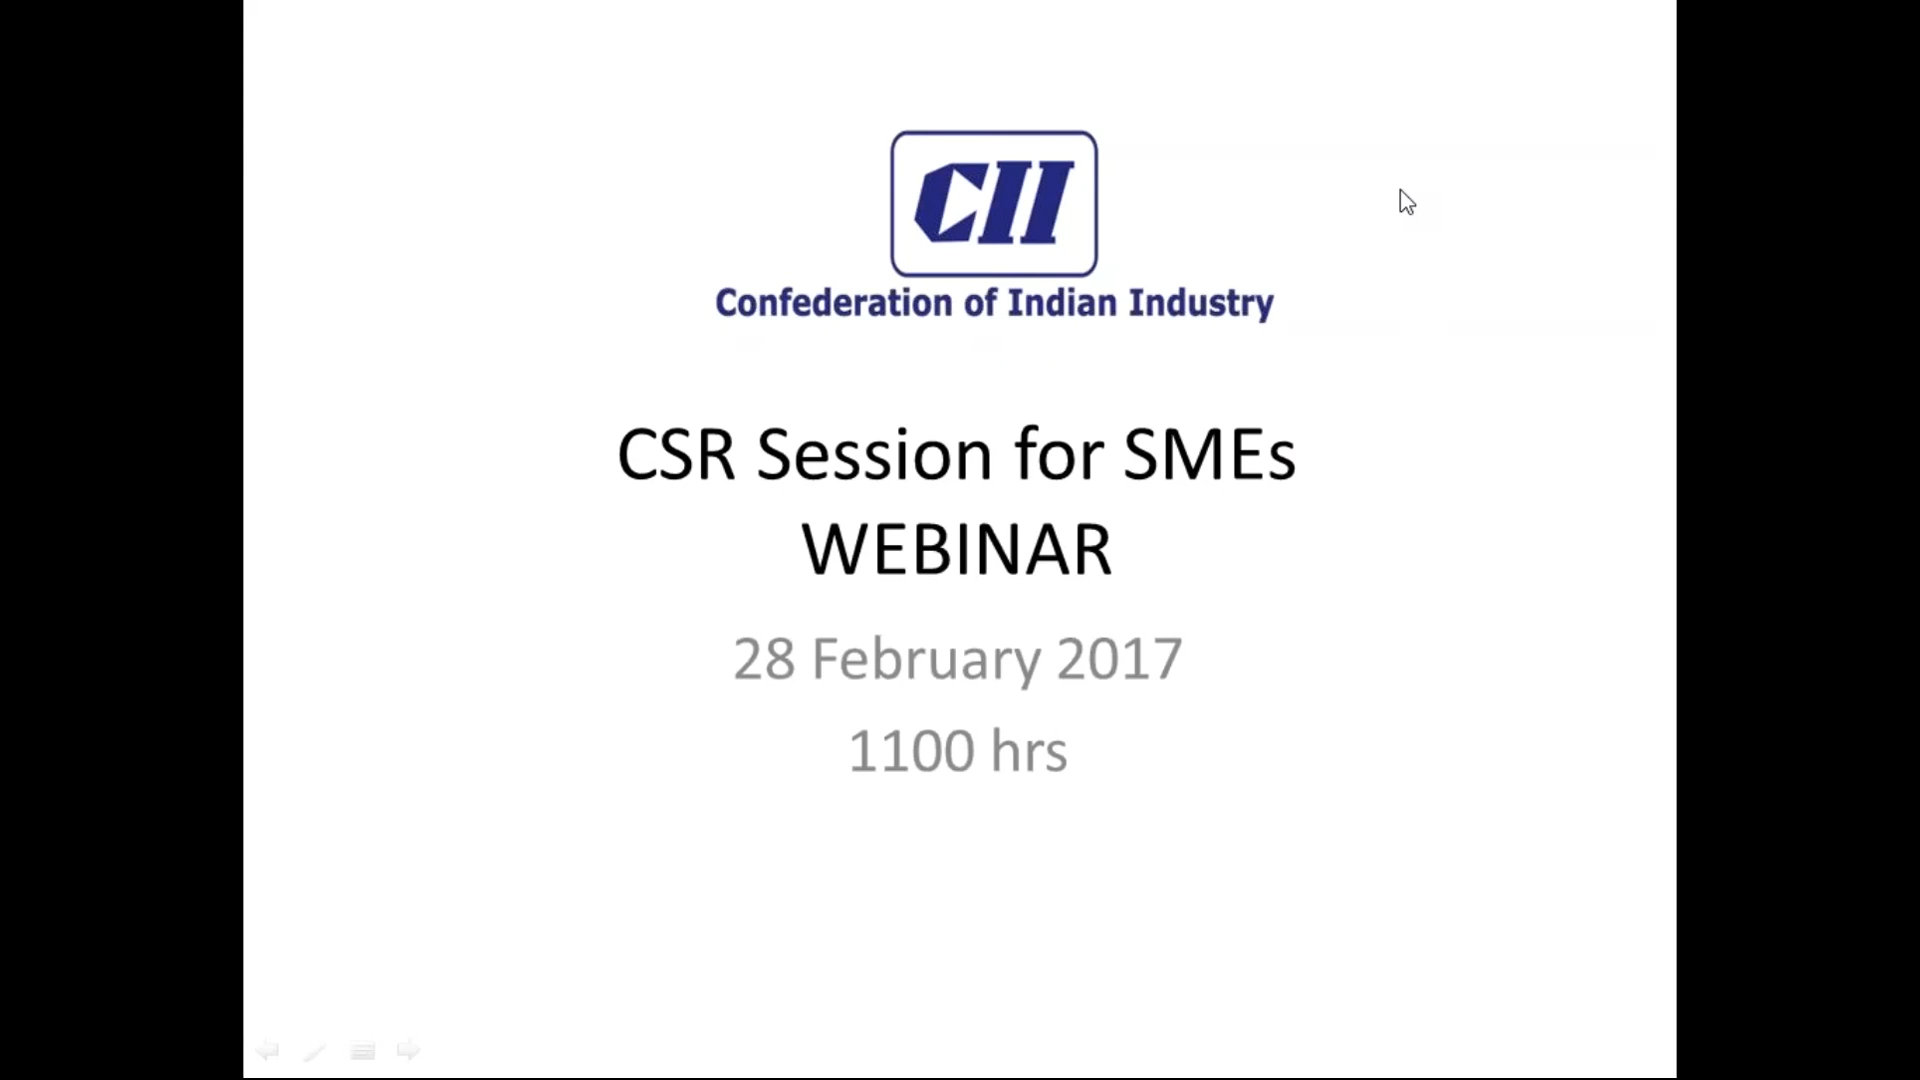 CII
Confederation of Indian Industry
CSR Session for SMEs
WEBINAR
28 February 2017
1100 hrs